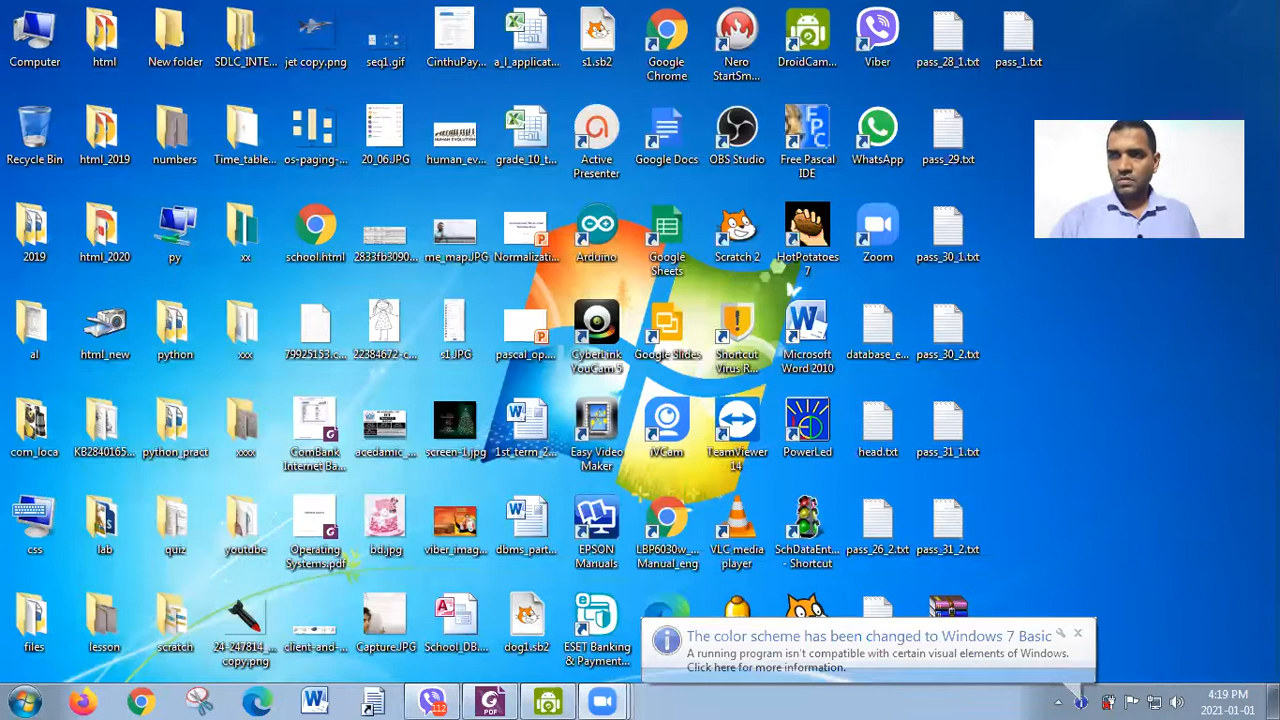 Computer
html
New folder
SDLC_INTE...
jet copy.png
seq1.gif
CinthuPay...
a_l_applicat...
s1.sb2
Google
Chrome
Nero
StartSm...
DroidCam...
Viber
pass_28_1.txt
pass_1.txt
Recycle Bin
html_2019
numbers
Time_table...
os-paging-...
20_06.JPG
human_ev...
grade_10_t...
Active
Presenter
Google Docs
OBS Studio
Free Pascal
IDE
WhatsApp
pass_29.txt
2019
html_2020
py
xx
school.html
2833fb3090...
me_map.JPG
Normalizati...
Arduino
Google
Sheets
Scratch 2
HotPotatoes
7
Zoom
pass_30_1.txt
al
html_new
python
xxx
79925153.c...
22384672-c...
s1.JPG
pascal_op....
CyberLink
YouCam 5
Google Slides
Shortcut
Virus R...
Microsoft
Word 2010
database_e...
pass_30_2.txt
com_loca
KB2840165...
python_pract
xxxx
ComBank
Internet Ba...
acedamic_...
screen-1.jpg
1st_term_2...
Easy Video
Maker
iVCam
TeamViewer
14
PowerLed
head.txt
pass_31_1.txt
css
lab
quiz
youtube
Operating
Systems.pdf
bd.jpg
viber_imag...
dbms_part...
EPSON
Manuals
LBP6030w_...
Manual_eng
VLC media
player
SchDataEnt...
- Shortcut
pass_26_2.txt
pass_31_2.txt
files
lesson
scratch
24-247814_...
copy.png
client-and-...
Capture.JPG
School_DB...
dog1.sb2
ESET Banking
& Payment...
The color scheme has been changed to Windows 7 Basic
A running program isn't compatible with certain visual elements of Windows.
Click here for more information.
112
PDF
4:19 PM
2021-01-01